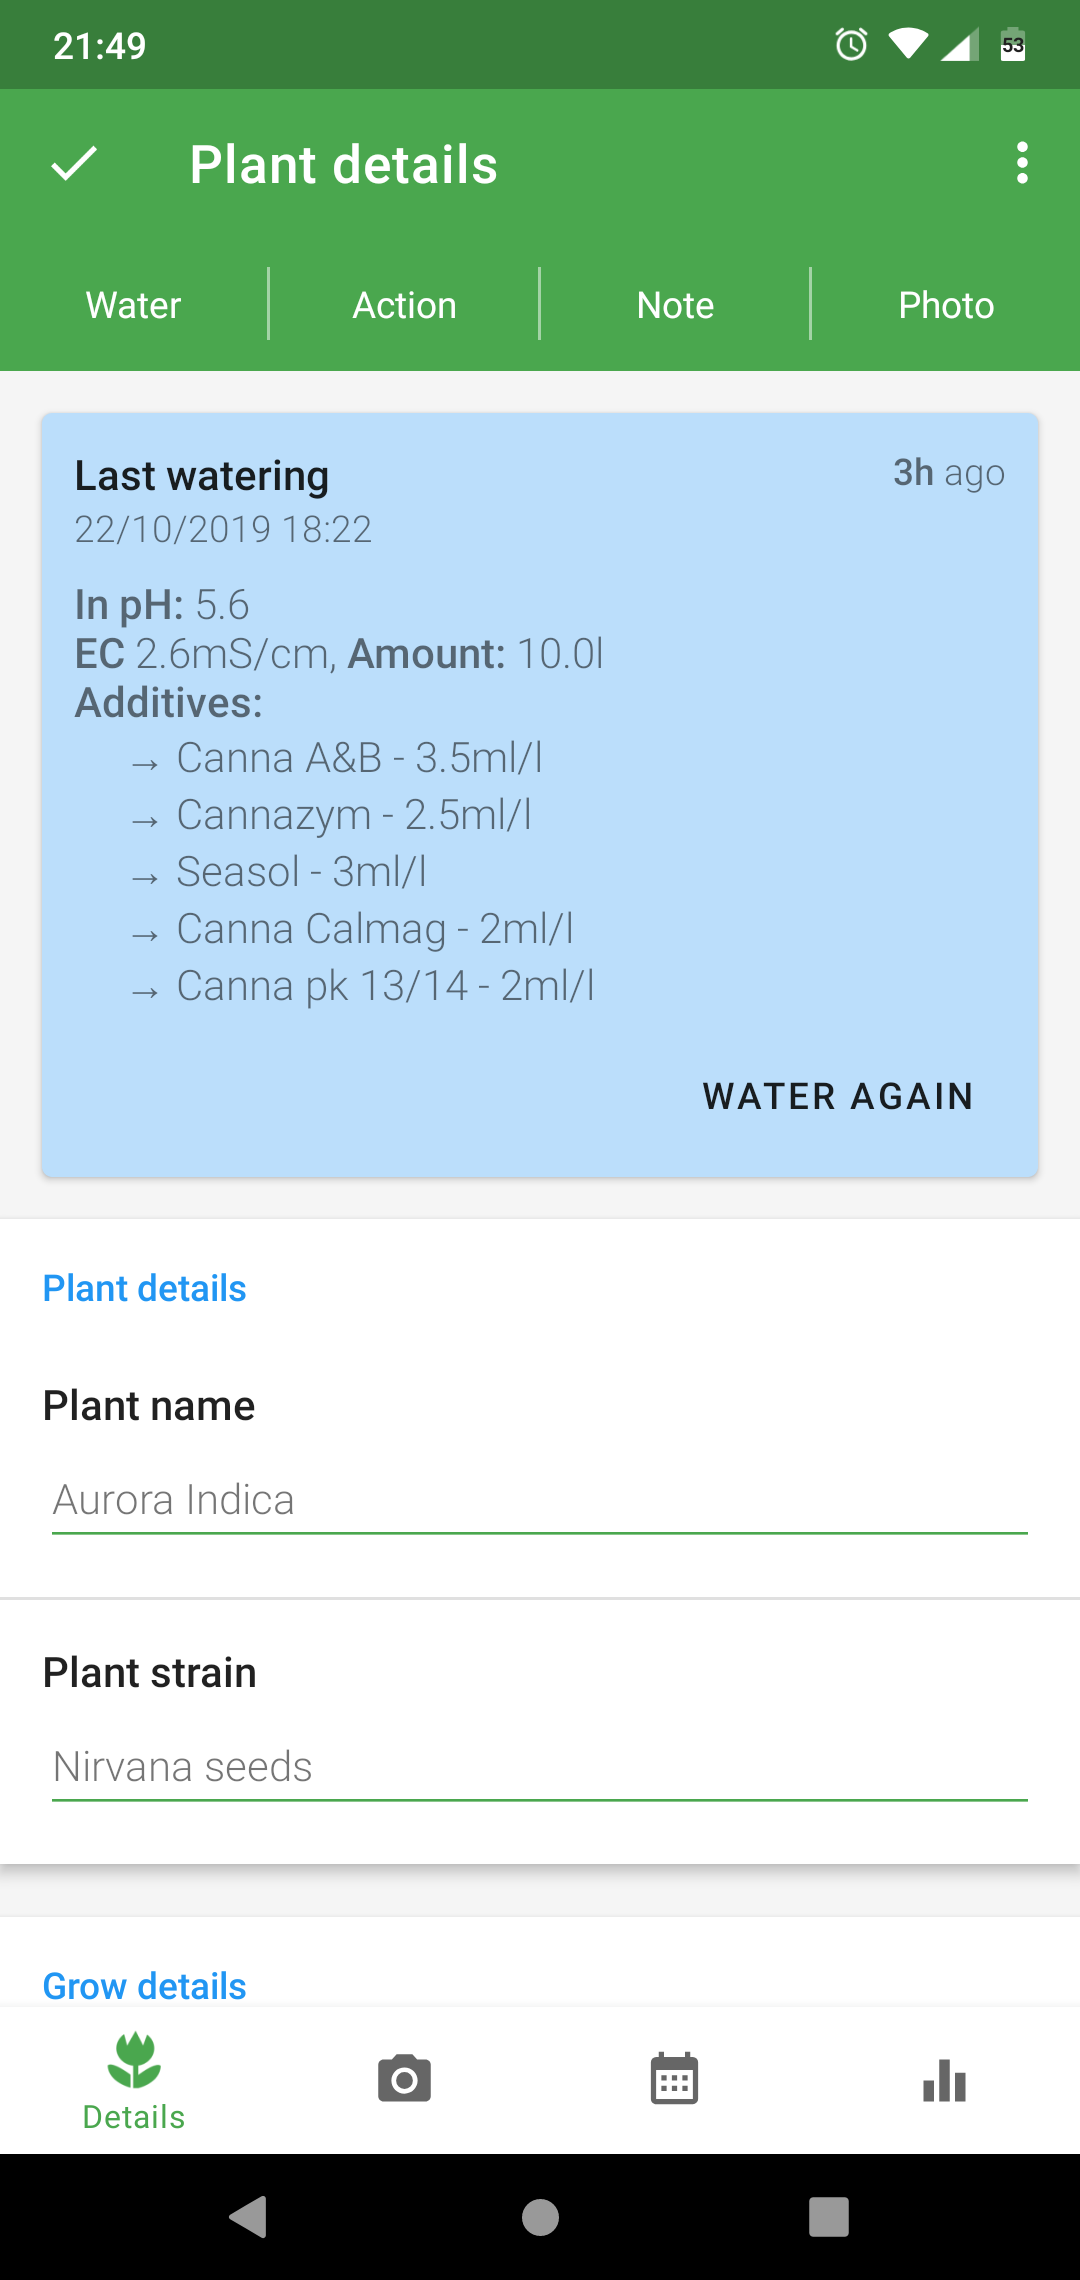 21:49
53
Plant details
Water
Action
Note
Photo
Last watering
3h ago
22/10/2019 18:22
In pH: 5.6
EC 2.6mS/cm, Amount: 10.0l
Additives:
→ Canna A&B - 3.5ml/l
→ Cannazym - 2.5ml/l
→ Seasol - 3ml/l
→ Canna Calmag - 2ml/l
→ Canna pk 13/14 - 2ml/l
WATER AGAIN
Plant details
Plant name
Aurora Indica
Plant strain
Nirvana seeds
Grow details
Details